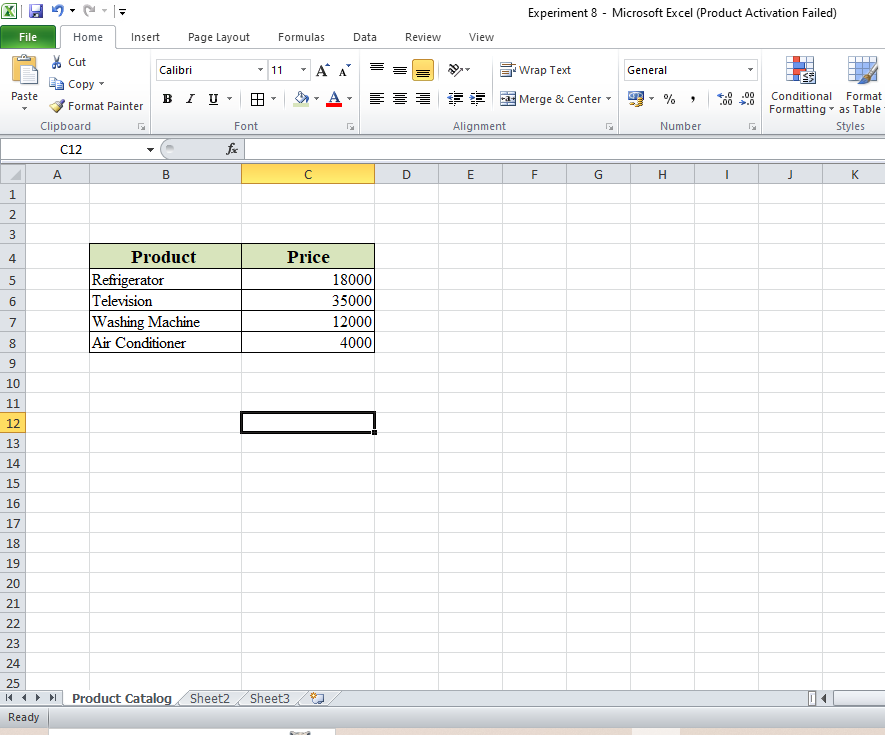 Experiment 8 - Microsoft Excel (Product Activation Failed)
File Home Insert Page Layout Formulas Data Review View
Paste
Cut
Copy
Format Painter
Clipboard
Calibri 11 A A
B I U A
Font
Wrap Text
Merge & Center
Alignment
General
% , .00 .00
Number
Conditional Formatting
Format as Table
Styles
C12 fx
A B C D E F G H I J K
1
2
3
4 Product Price
5 Refrigerator 18000
6 Television 35000
7 Washing Machine 12000
8 Air Conditioner 4000
9
10
11
12
13
14
15
16
17
18
19
20
21
22
23
24
25
Product Catalog Sheet2 Sheet3
Ready